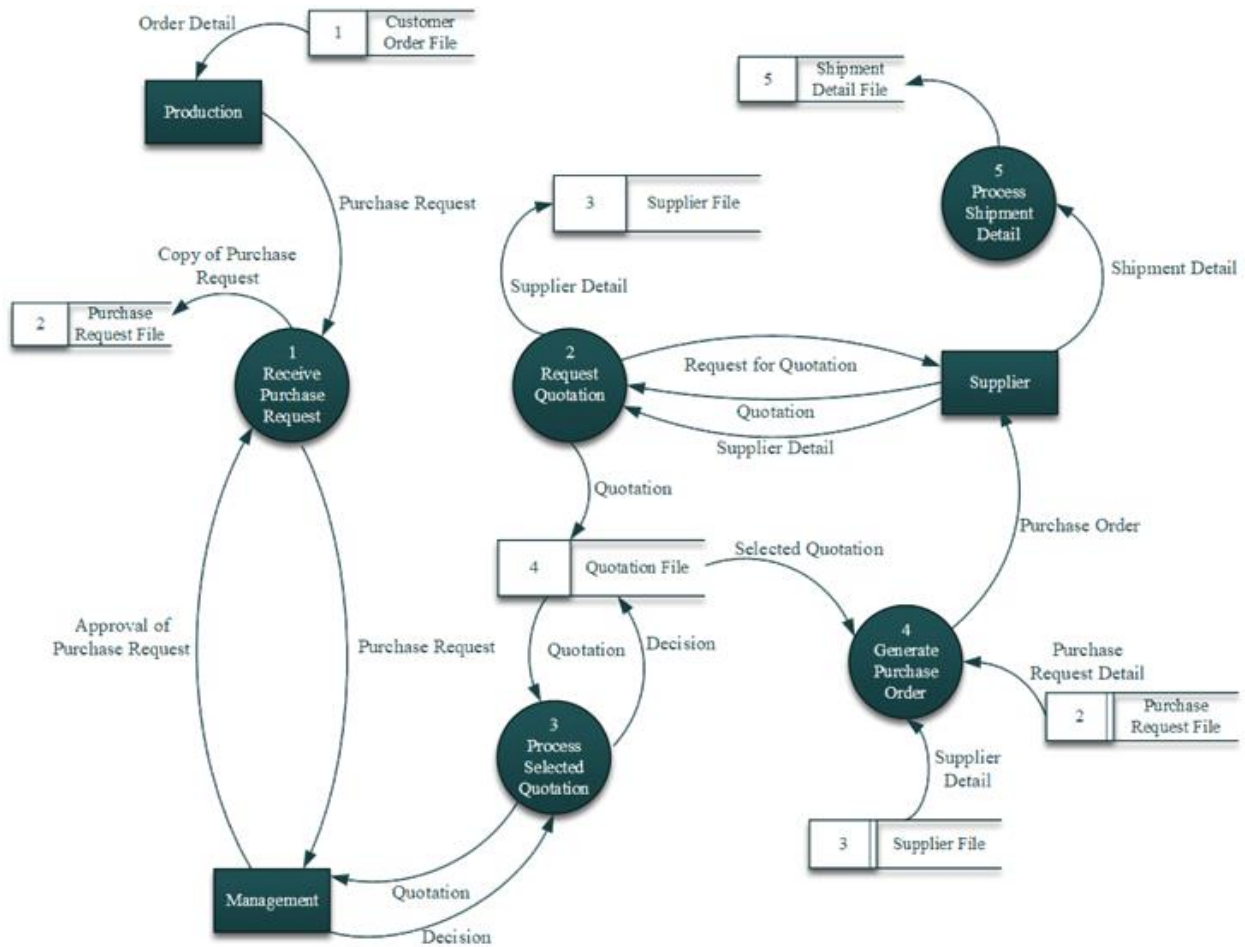 Order Detail
1
Customer
Order File
Production
5
Shipment
Detail File
5
Process
Shipment
Detail
Purchase Request
3
Supplier File
Copy of Purchase
Request
Supplier Detail
Shipment Detail
2
Purchase
Request File
1
Receive
Purchase
Request
2
Request
Quotation
Request for Quotation
Supplier
Quotation
Supplier Detail
Quotation
Purchase Order
4
Quotation File
Selected Quotation
Approval of
Purchase Request
Purchase Request
Quotation
Decision
4
Generate
Purchase
Order
Purchase
Request Detail
2
Purchase
Request File
3
Process
Selected
Quotation
Supplier
Detail
3
Supplier File
Management
Quotation
Decision